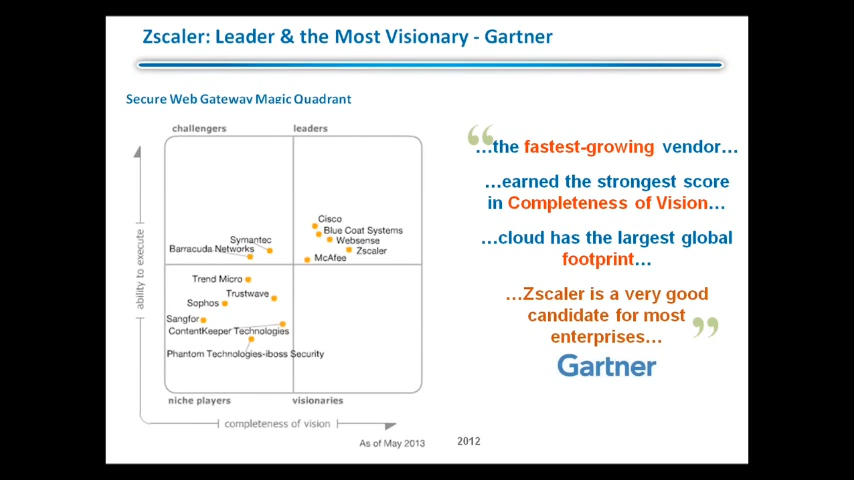 Zscaler: Leader & the Most Visionary - Gartner
Secure Web Gateway Magic Quadrant
challengers
leaders
ability to execute
Cisco
Blue Coat Systems
Websense
Zscaler
McAfee
Symantec
Barracuda Networks
Trend Micro
Trustwave
Sophos
Sangfor
ContentKeeper Technologies
Phantom Technologies-iboss Security
niche players
visionaries
completeness of vision
As of May 2013
2012
“
…the fastest-growing vendor…
…earned the strongest score
in Completeness of Vision…
…cloud has the largest global
footprint…
…Zscaler is a very good
candidate for most
enterprises…
”
Gartner